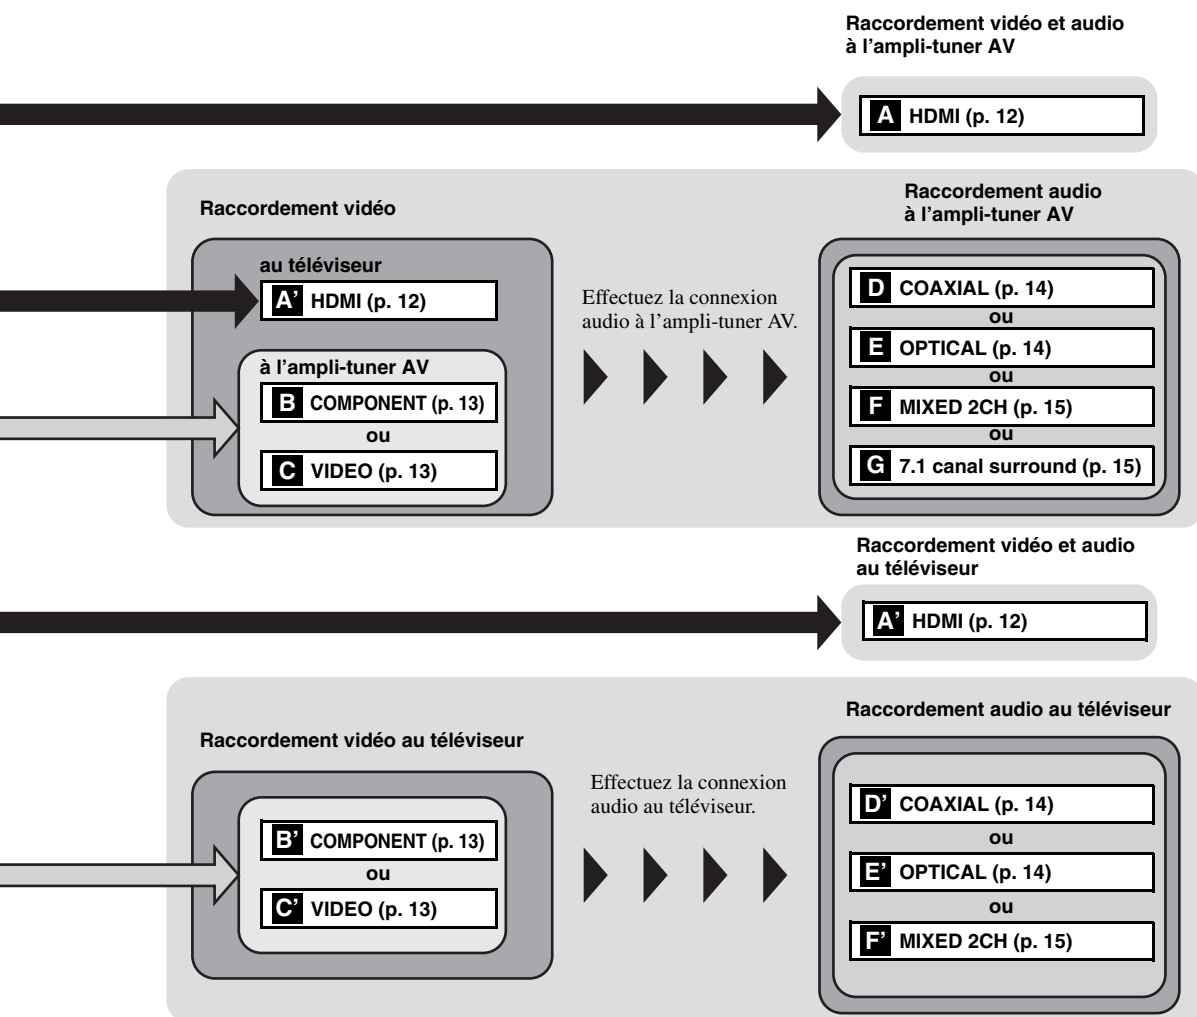 Raccordement vidéo et audio
à l'ampli-tuner AV
A HDMI (p. 12)
Raccordement vidéo
au téléviseur
A' HDMI (p. 12)
à l'ampli-tuner AV
B COMPONENT (p. 13)
ou
C VIDEO (p. 13)
Effectuez la connexion
audio à l'ampli-tuner AV.
Raccordement audio
à l'ampli-tuner AV
D COAXIAL (p. 14)
ou
E OPTICAL (p. 14)
ou
F MIXED 2CH (p. 15)
ou
G 7.1 canal surround (p. 15)
Raccordement vidéo et audio
au téléviseur
A' HDMI (p. 12)
Raccordement vidéo au téléviseur
B' COMPONENT (p. 13)
ou
C' VIDEO (p. 13)
Effectuez la connexion
audio au téléviseur.
Raccordement audio au téléviseur
D' COAXIAL (p. 14)
ou
E' OPTICAL (p. 14)
ou
F' MIXED 2CH (p. 15)